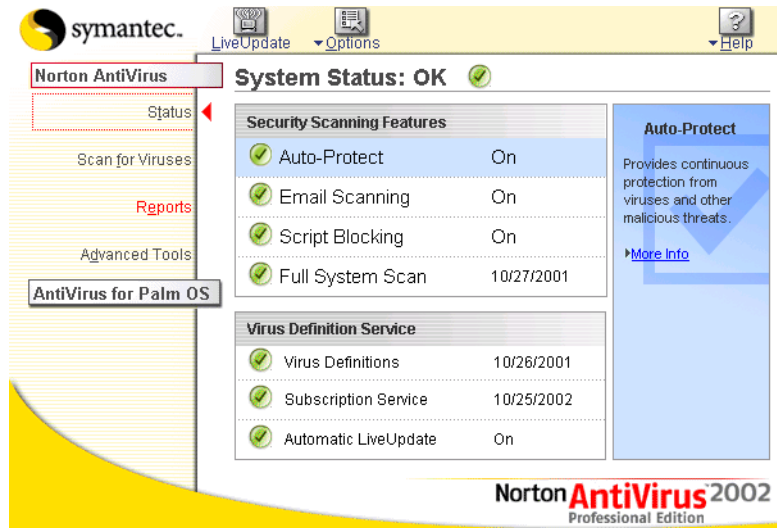 symantec.
LiveUpdate
Options
Help
Norton AntiVirus
Status
Scan for Viruses
Reports
Advanced Tools
AntiVirus for Palm OS
System Status: OK
Security Scanning Features
Auto-Protect On
Email Scanning On
Script Blocking On
Full System Scan 10/27/2001
Virus Definition Service
Virus Definitions 10/26/2001
Subscription Service 10/25/2002
Automatic LiveUpdate On
Auto-Protect
Provides continuous
protection from
viruses and other
malicious threats.
More Info
Norton AntiVirus 2002
Professional Edition